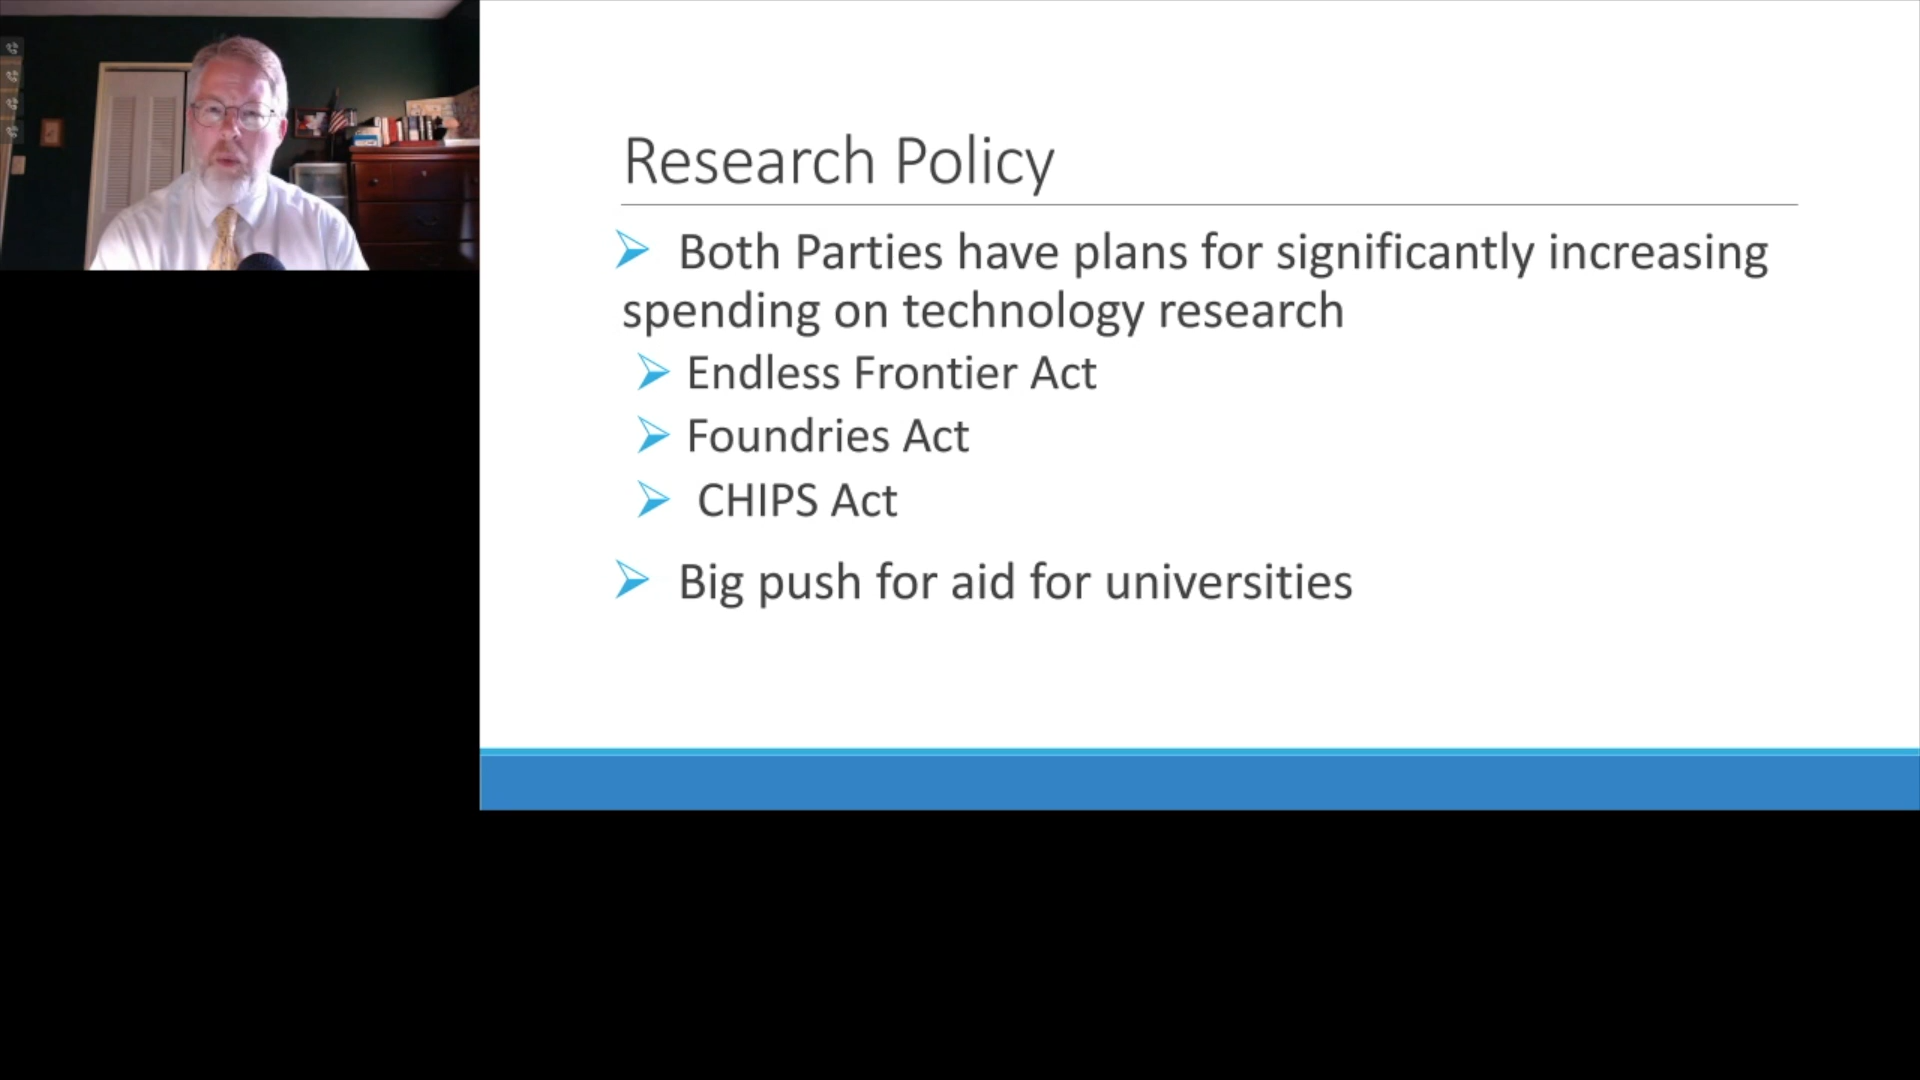 Research Policy
Both Parties have plans for significantly increasing
spending on technology research
Endless Frontier Act
Foundries Act
CHIPS Act
Big push for aid for universities